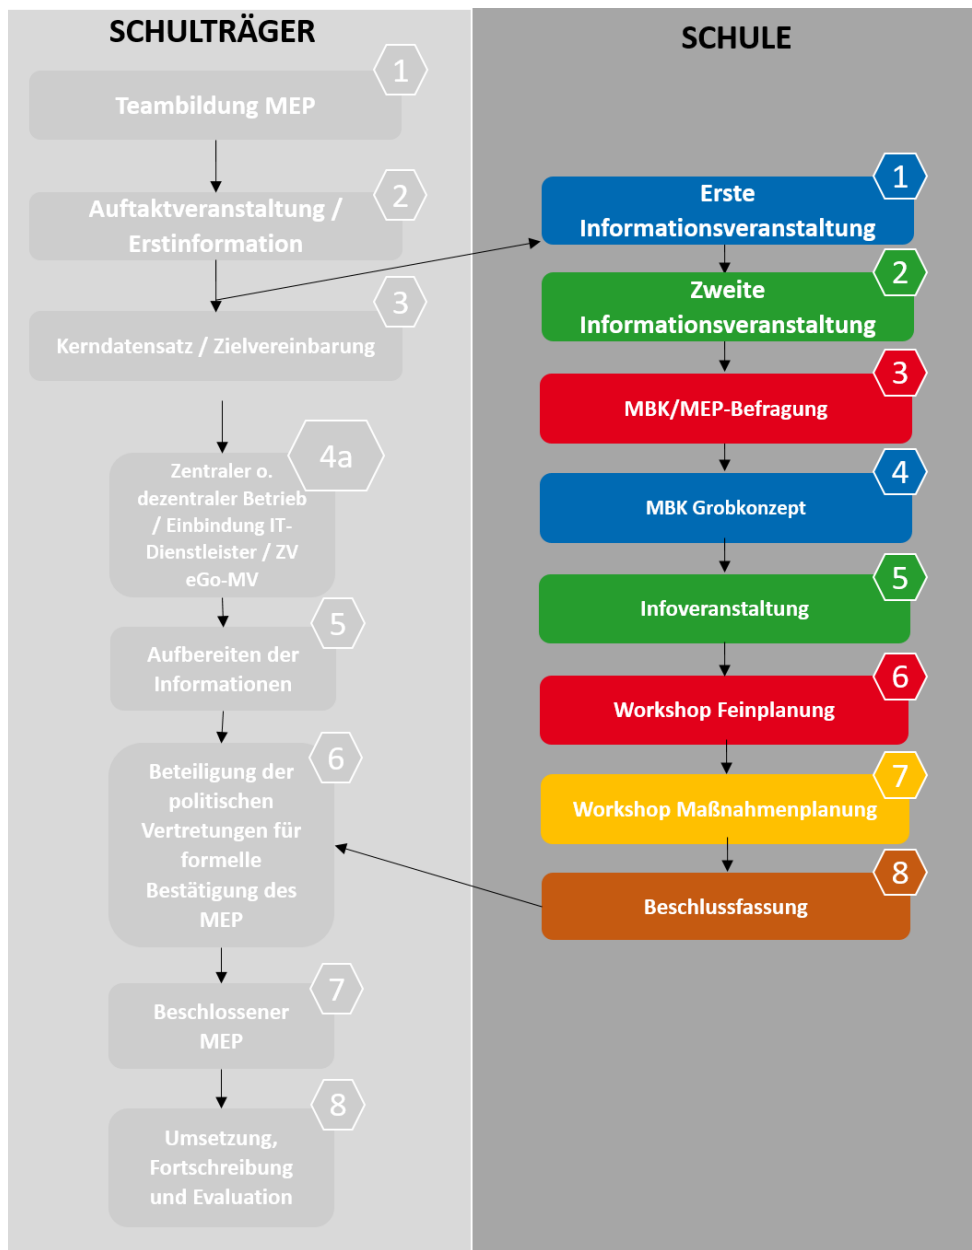 SCHULTRÄGER
1
Teambildung MEP
2
Auftaktveranstaltung /
Erstinformation
3
Kerndatensatz / Zielvereinbarung
4a
Zentraler o.
dezentraler Betrieb
/ Einbindung IT-
Dienstleister / ZV
eGo-MV
5
Aufbereiten der
Informationen
6
Beteiligung der
politischen
Vertretungen für
formelle
Bestätigung des
MEP
7
Beschlossener
MEP
8
Umsetzung,
Fortschreibung
und Evaluation
SCHULE
1
Erste
Informationsveranstaltung
2
Zweite
Informationsveranstaltung
3
MBK/MEP-Befragung
4
MBK Grobkonzept
5
Infoveranstaltung
6
Workshop Feinplanung
7
Workshop Maßnahmenplanung
8
Beschlussfassung